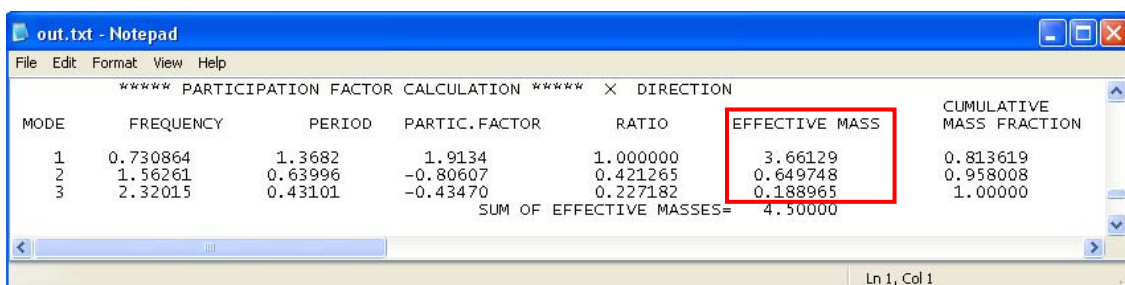 out.txt - Notepad
File Edit Format View Help
***** PARTICIPATION FACTOR CALCULATION ***** X DIRECTION
CUMULATIVE
MODE FREQUENCY PERIOD PARTIC.FACTOR RATIO EFFECTIVE MASS MASS FRACTION
1 0.730864 1.3682 1.9134 1.000000 3.66129 0.813619
2 1.56261 0.63996 -0.80607 0.421265 0.649748 0.958008
3 2.32015 0.43101 -0.43470 0.227182 0.188965 1.00000
SUM OF EFFECTIVE MASSES= 4.50000
Ln 1, Col 1